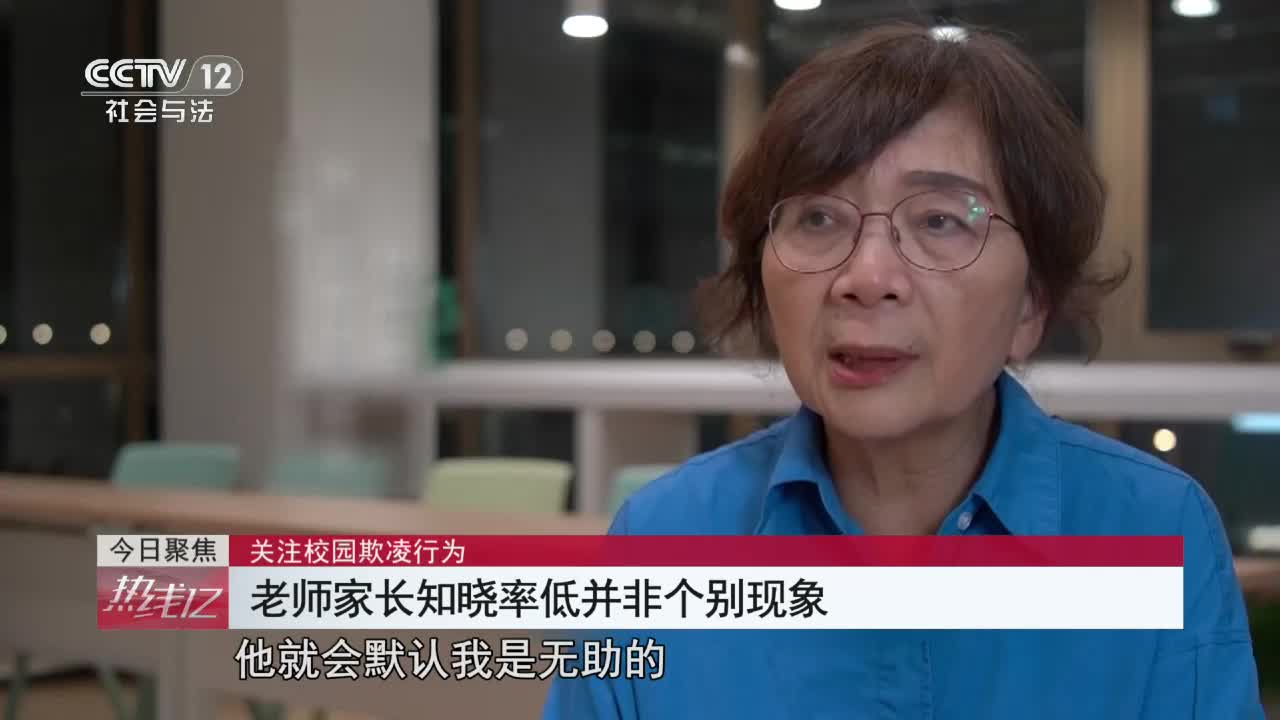 CCTV 12
社会与法
今日聚焦
关注校园欺凌行为
热线12
老师家长知晓率低并非个别现象
他就会默认我是无助的